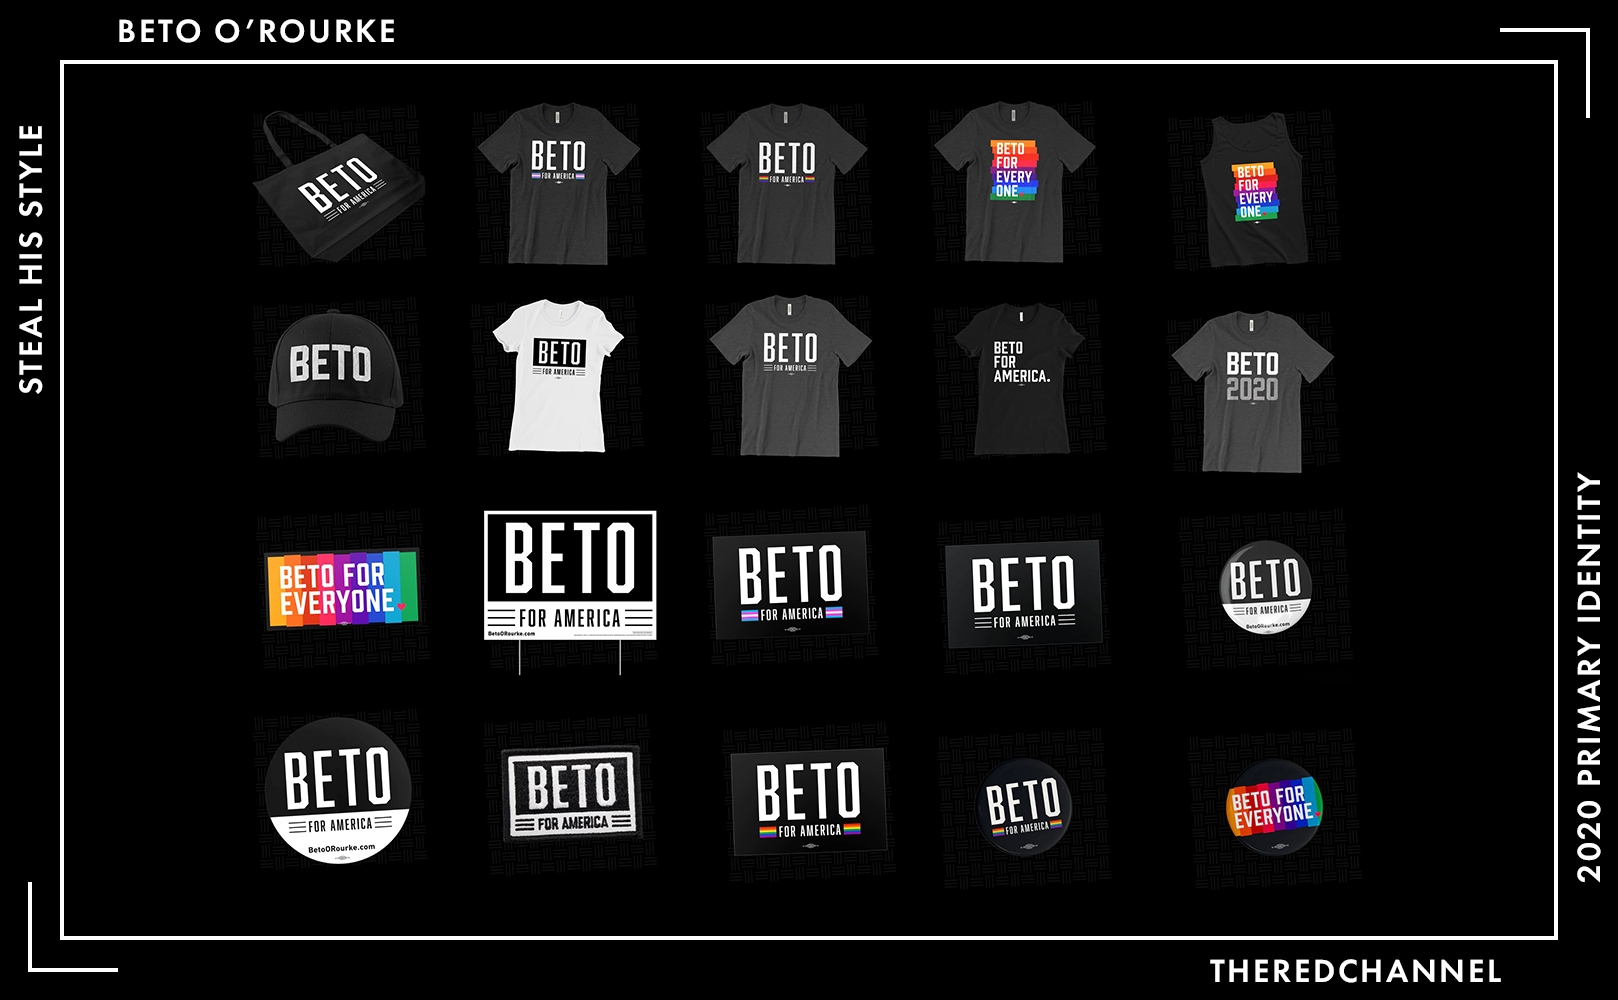 BETO O'ROURKE
STEAL HIS STYLE
BETO
FOR AMERICA
BETO
FOR AMERICA
BETO
FOR AMERICA
BETO
FOR
EVERY
ONE.
BETO
FOR
EVERY
ONE.
BETO
BETO
FOR AMERICA
BETO
FOR AMERICA
BETO
FOR
AMERICA.
BETO
2020
BETO FOR
EVERYONE
BETO
FOR AMERICA
BetoORourke.com
BETO
FOR AMERICA
BETO
FOR AMERICA
BETO
FOR AMERICA
BetoORourke.com
BETO
FOR AMERICA
BetoORourke.com
BETO
FOR AMERICA
BETO
FOR AMERICA
BETO
FOR AMERICA
BETO FOR
EVERYONE
2020 PRIMARY IDENTITY
THEREDCHANNEL